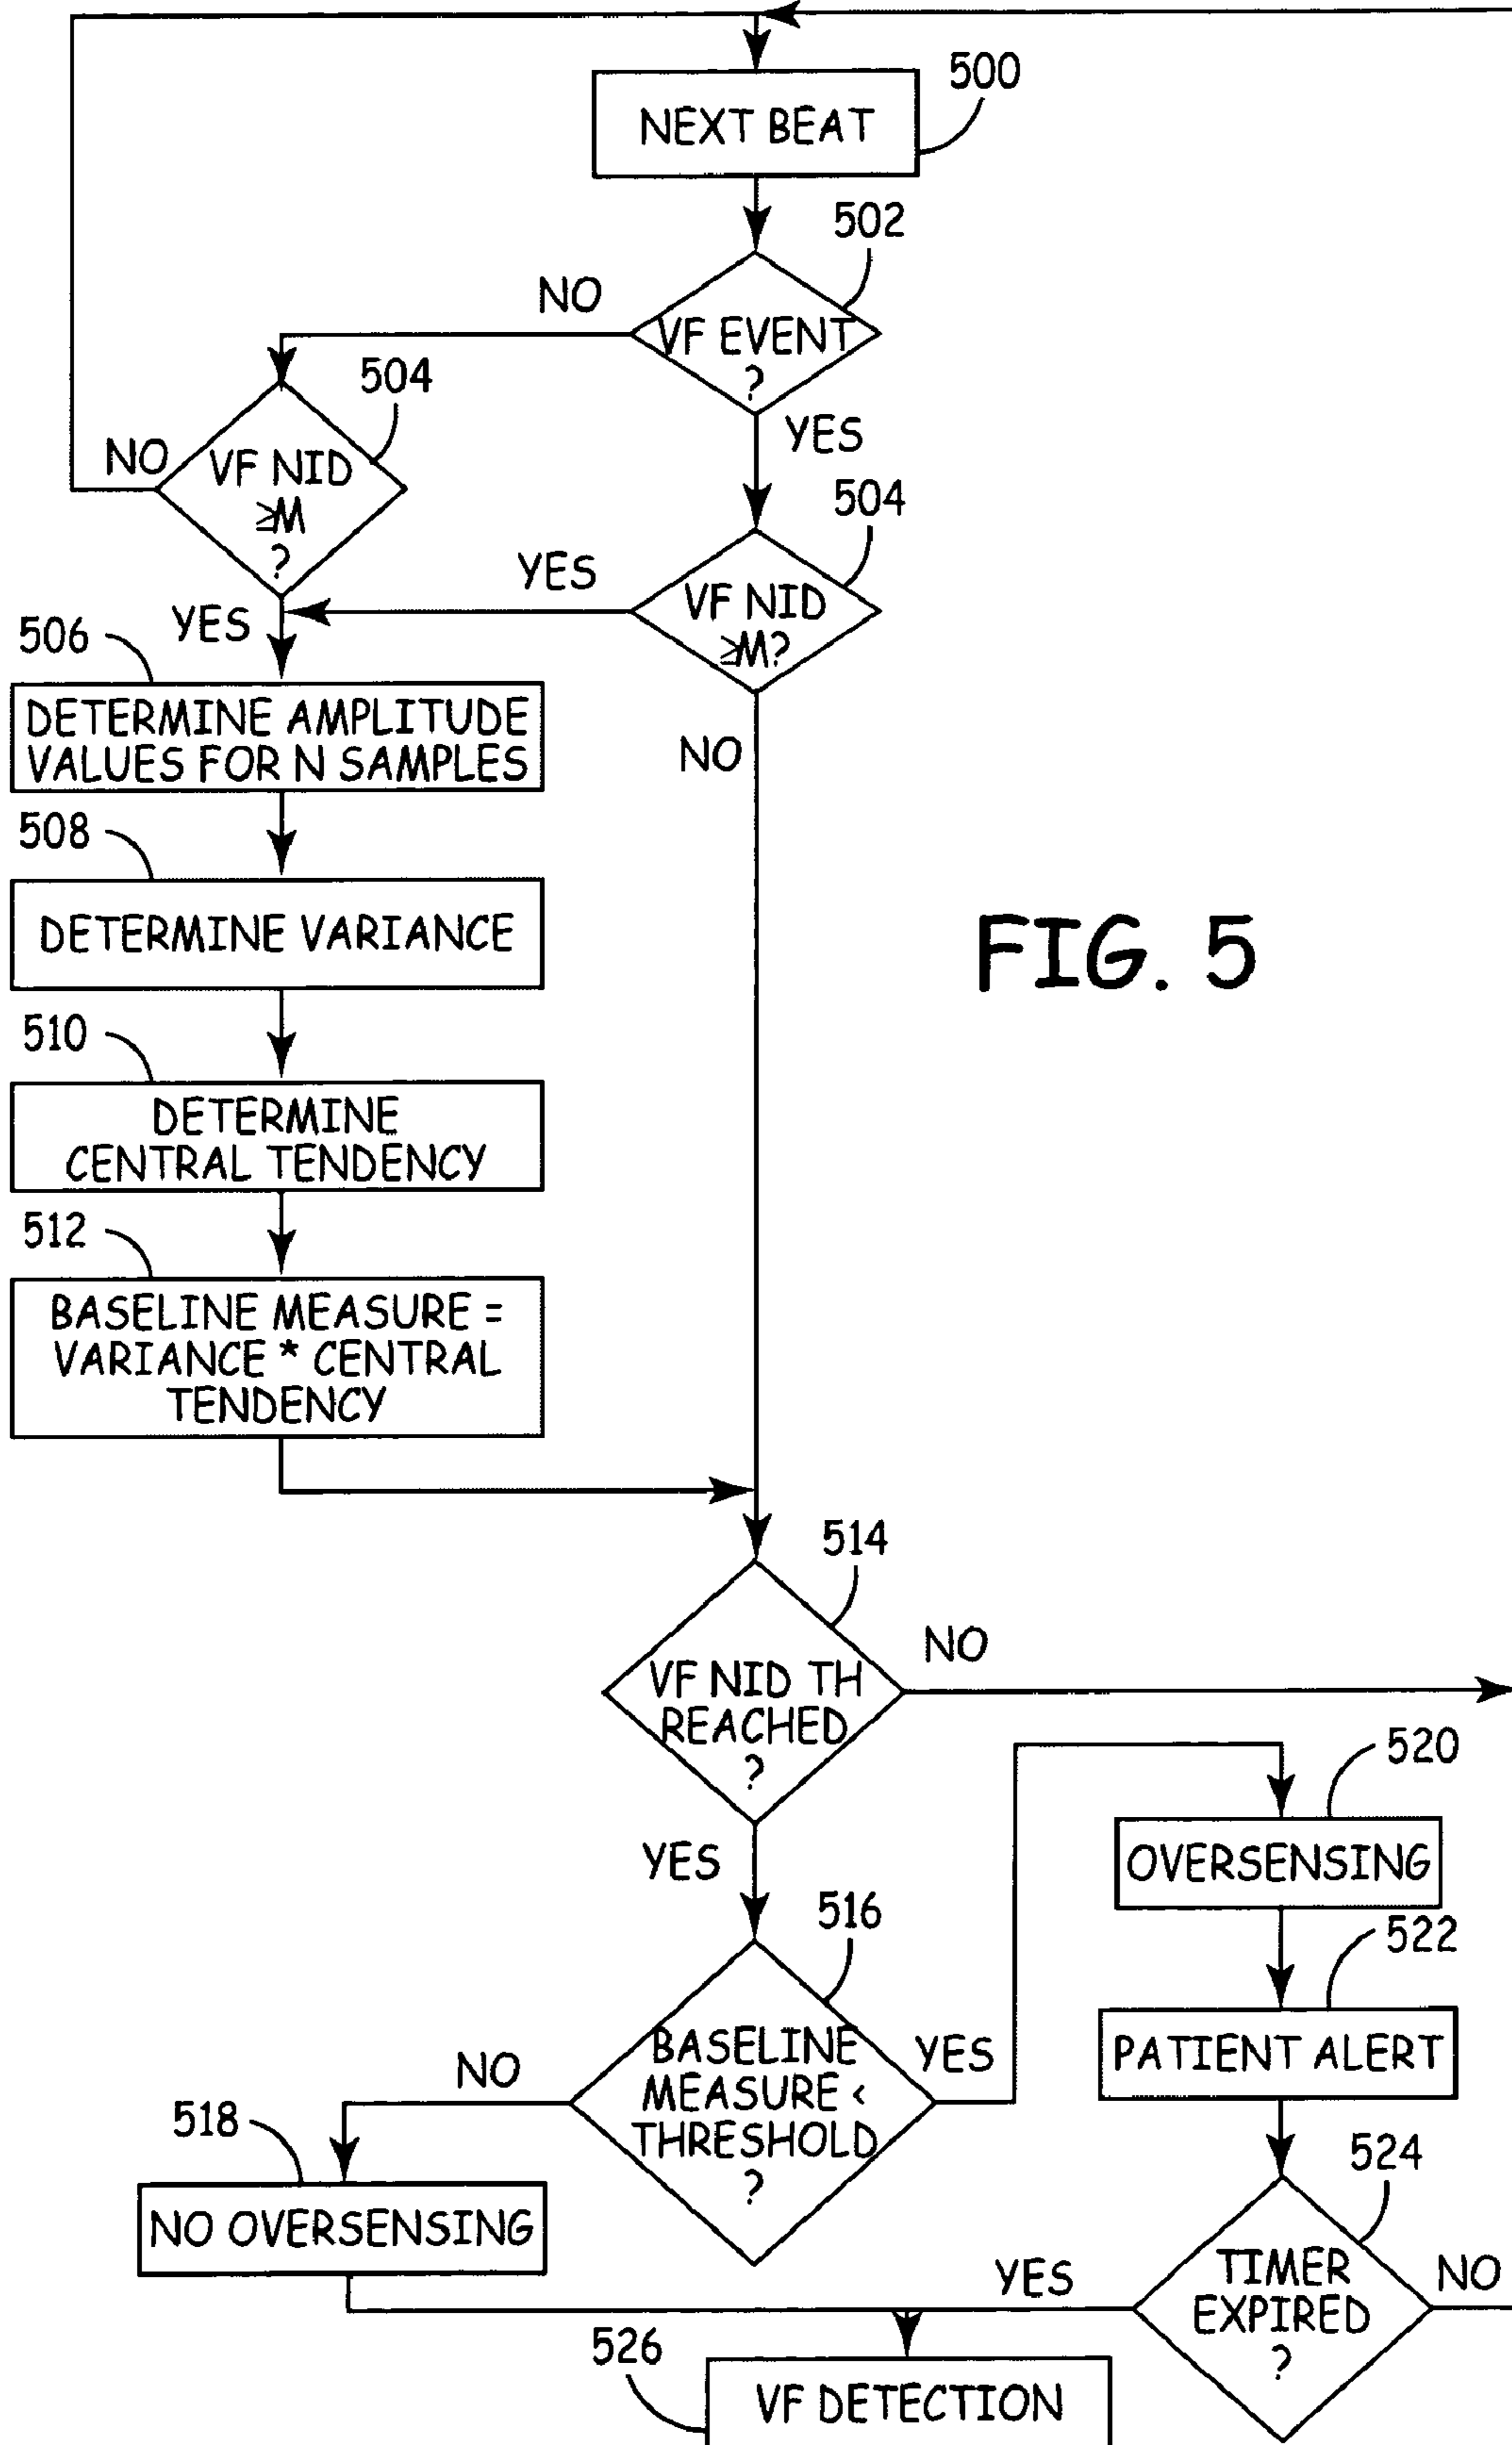 500
NEXT BEAT
502
NO
VF EVENT
?
504
YES
NO
VF NID
≥M
?
504
YES
VF NID
≥M?
YES
506
NO
DETERMINE AMPLITUDE
VALUES FOR N SAMPLES
508
DETERMINE VARIANCE
FIG. 5
510
DETERMINE
CENTRAL TENDENCY
512
BASELINE MEASURE =
VARIANCE * CENTRAL
TENDENCY
514
NO
VF NID TH
REACHED
?
520
YES
OVERSENSING
516
522
BASELINE
MEASURE <
THRESHOLD
?
YES
NO
PATIENT ALERT
518
524
NO OVERSENSING
YES
TIMER
EXPIRED
?
NO
526
VF DETECTION